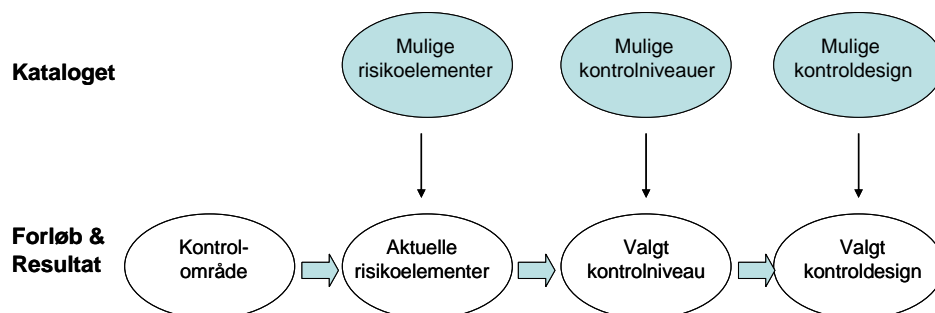 Kataloget
Mulige
risikoelementer
Mulige
kontrolniveauer
Mulige
kontroldesign
Forløb &
Resultat
Kontrol-
område
Aktuelle
risikoelementer
Valgt
kontrolniveau
Valgt
kontroldesign